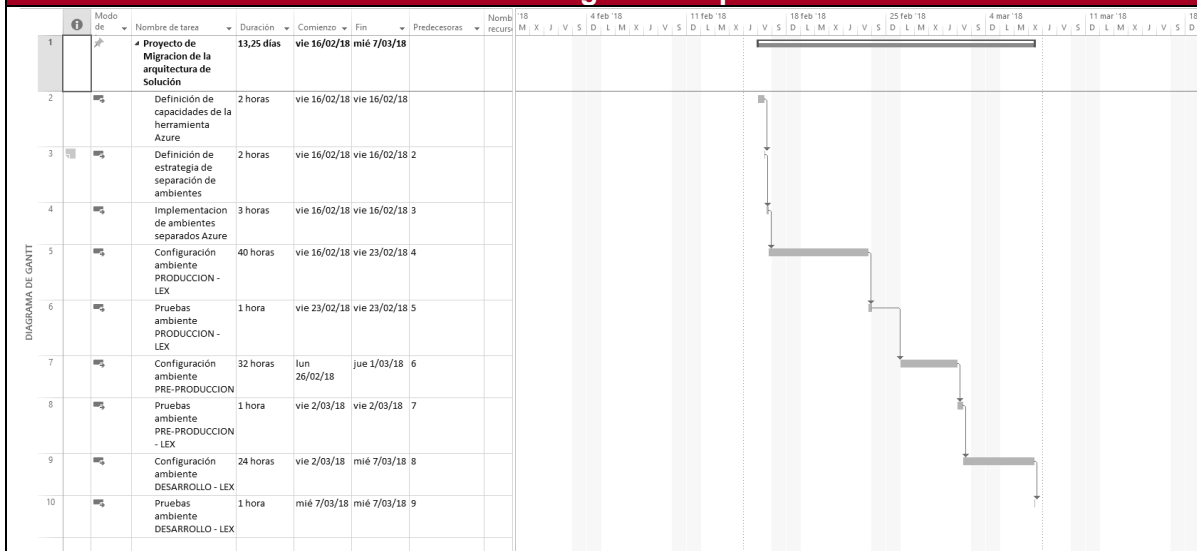 '18 4 feb '18 11 feb '18 18 feb '18 25 feb '18 4 mar '18 11 mar '18 18
Modo de Nombre de tarea Duración Comienzo Fin Predecesoras Nomb recurs M X J V S D L M X J V S D L M X J V S D L M X J V S D L M X J V S D L M X J V S D L M X J V S D
1 Proyecto de 13,25 días vie 16/02/18 mié 7/03/18
Migracion de la
arquitectura de
Solución
2 Definición de 2 horas vie 16/02/18 vie 16/02/18
capacidades de la
herramienta
Azure
3 Definición de 2 horas vie 16/02/18 vie 16/02/18 2
estrategia de
separación de
ambientes
4 Implementacion 3 horas vie 16/02/18 vie 16/02/18 3
de ambientes
separados Azure
5 Configuración 40 horas vie 16/02/18 vie 23/02/18 4
ambiente
PRODUCCION -
LEX
6 Pruebas 1 hora vie 23/02/18 vie 23/02/18 5
ambiente
PRODUCCION -
LEX
7 Configuración 32 horas lun 26/02/18 jue 1/03/18 6
ambiente
PRE-PRODUCCION
8 Pruebas 1 hora vie 2/03/18 vie 2/03/18 7
ambiente
PRE-PRODUCCION
- LEX
9 Configuración 24 horas vie 2/03/18 mié 7/03/18 8
ambiente
DESARROLLO - LEX
10 Pruebas 1 hora mié 7/03/18 mié 7/03/18 9
ambiente
DESARROLLO - LEX
DIAGRAMA DE GANTT